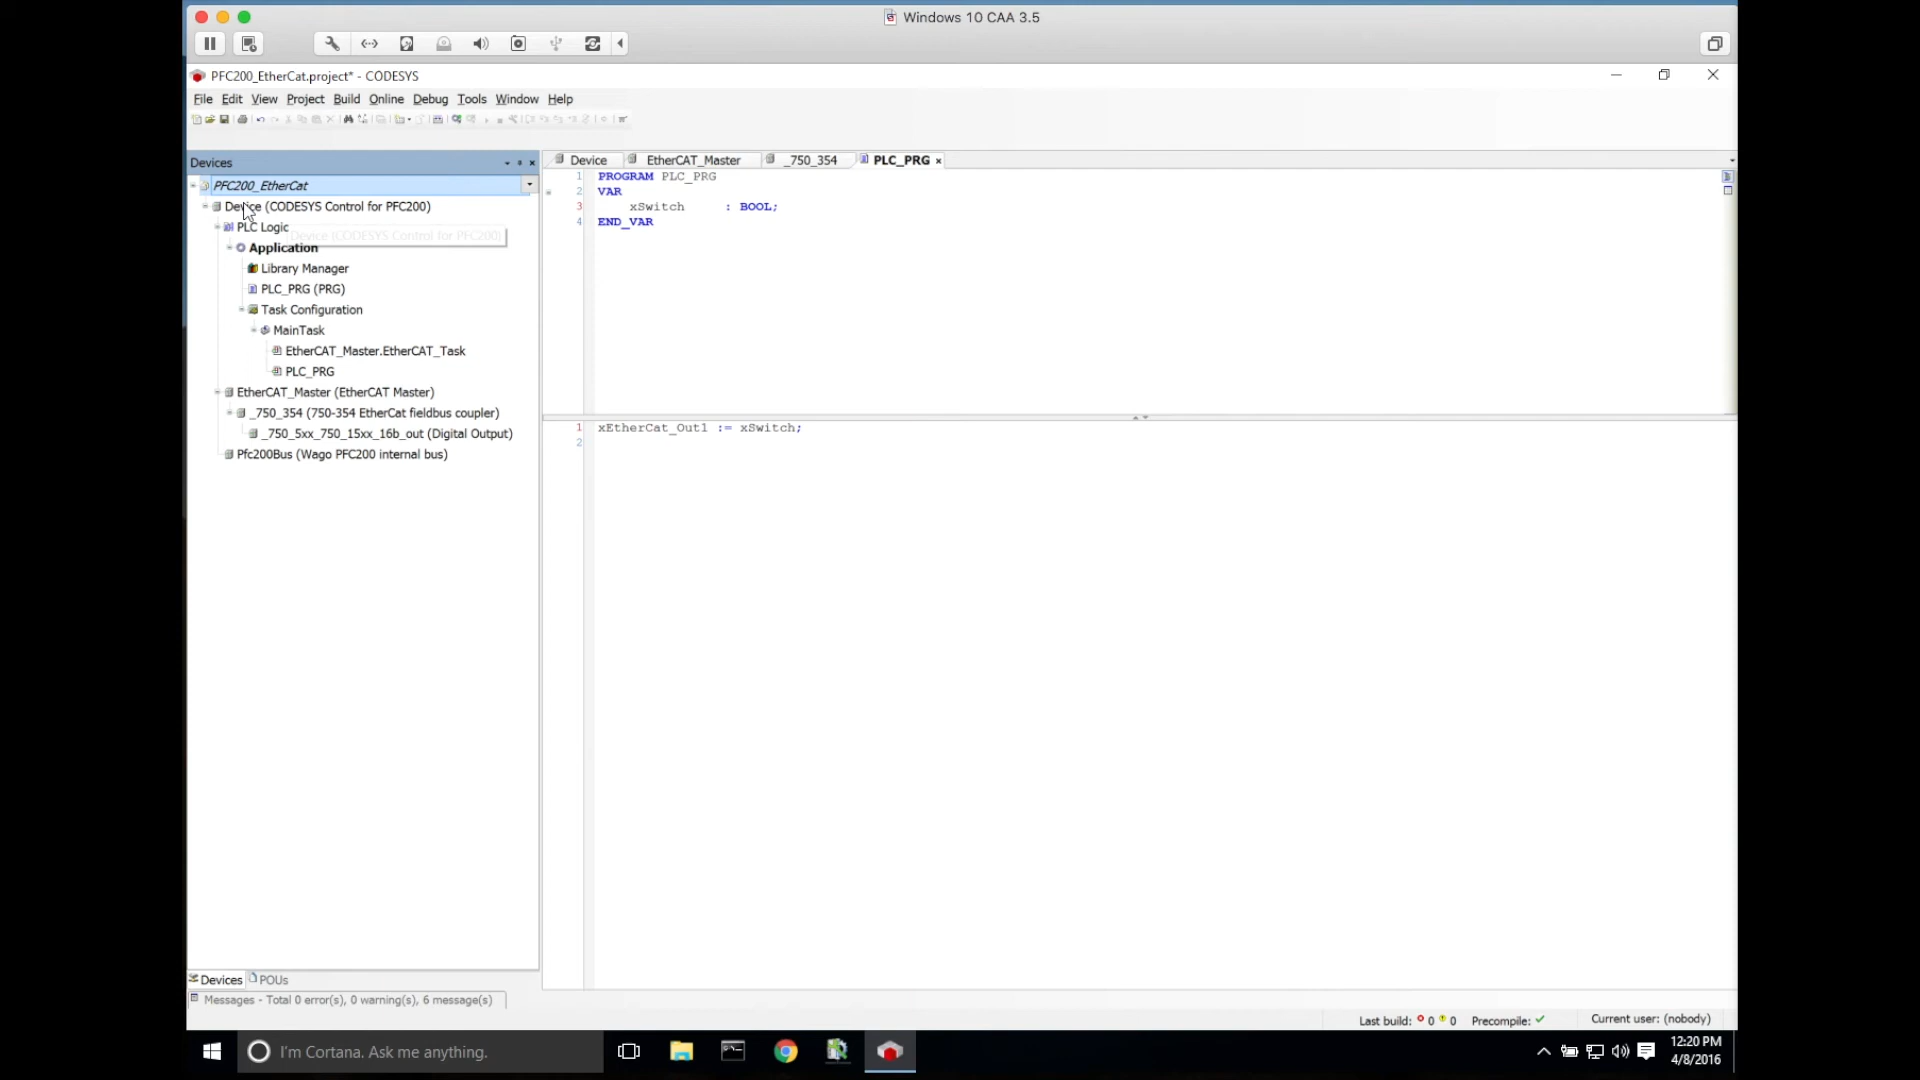 Windows 10 CAA 3.5
PFC200_EtherCat.project* - CODESYS
File Edit View Project Build Online Debug Tools Window Help
Devices
PFC200_EtherCat
Device (CODESYS Control for PFC200)
PLC Logic
Device (CODESYS Control for PFC200)
Application
Library Manager
PLC_PRG (PRG)
Task Configuration
MainTask
EtherCAT_Master.EtherCAT_Task
PLC_PRG
EtherCAT_Master (EtherCAT Master)
_750_354 (750-354 EtherCat fieldbus coupler)
_750_5xx_750_15xx_16b_out (Digital Output)
Pfc200Bus (Wago PFC200 internal bus)
Device EtherCAT_Master _750_354 PLC_PRG
1 PROGRAM PLC_PRG
2 VAR
3 xSwitch : BOOL;
4 END_VAR
1 xEtherCat_Out1 := xSwitch;
2
Devices POUs
Messages - Total 0 error(s), 0 warning(s), 6 message(s)
Last build: 0 0 Precompile: Current user: (nobody)
I'm Cortana. Ask me anything.
12:20 PM
4/8/2016